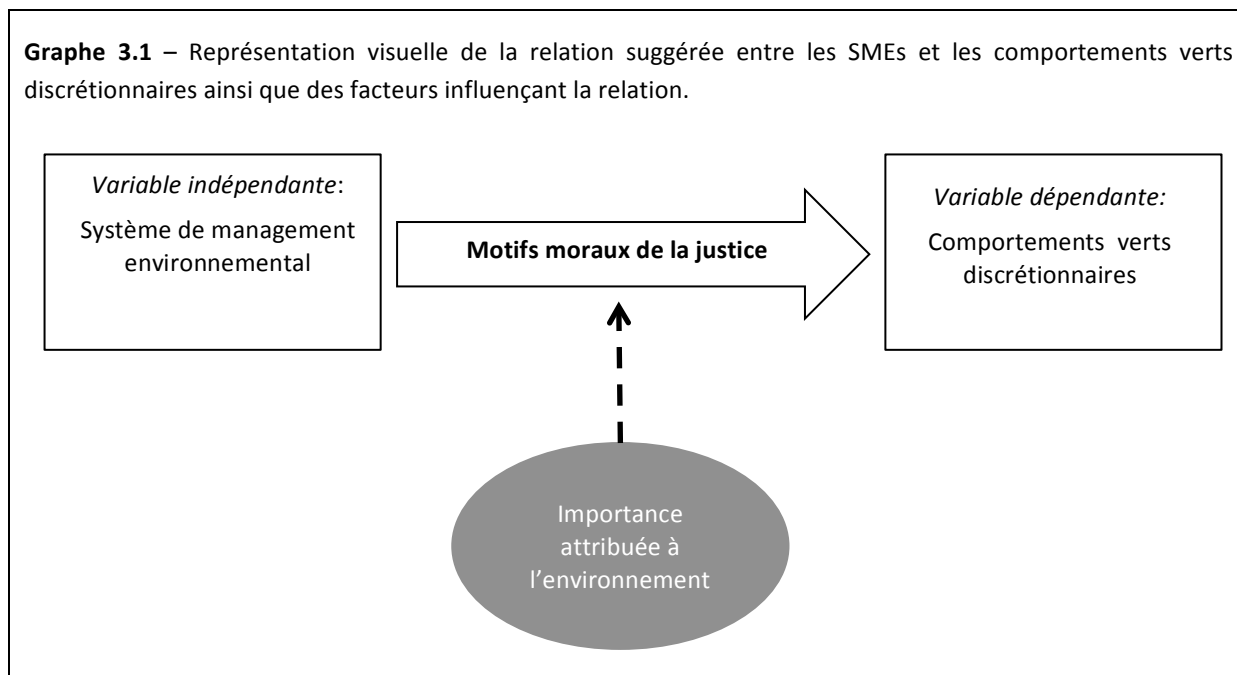 Graphe 3.1 – Représentation visuelle de la relation suggérée entre les SMEs et les comportements verts
discrétionnaires ainsi que des facteurs influençant la relation.
Variable indépendante:
Système de management
environnemental
Motifs moraux de la justice
Variable dépendante:
Comportements verts
discrétionnaires
Importance
attribuée à
l’environnement